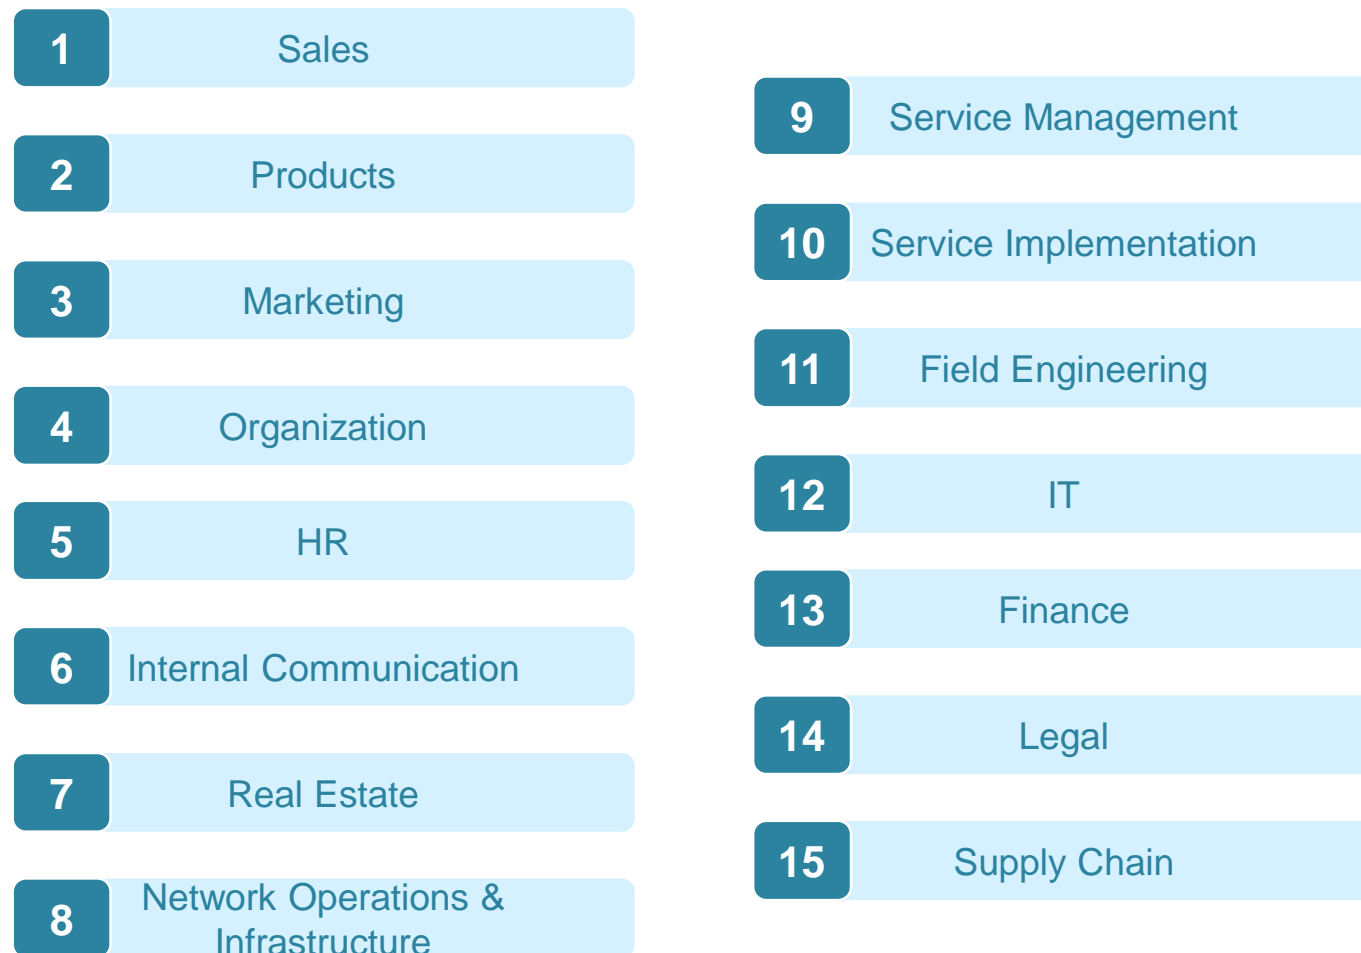 1 Sales
2 Products
3 Marketing
4 Organization
5 HR
6 Internal Communication
7 Real Estate
8 Network Operations &
Infrastructure
9 Service Management
10 Service Implementation
11 Field Engineering
12 IT
13 Finance
14 Legal
15 Supply Chain